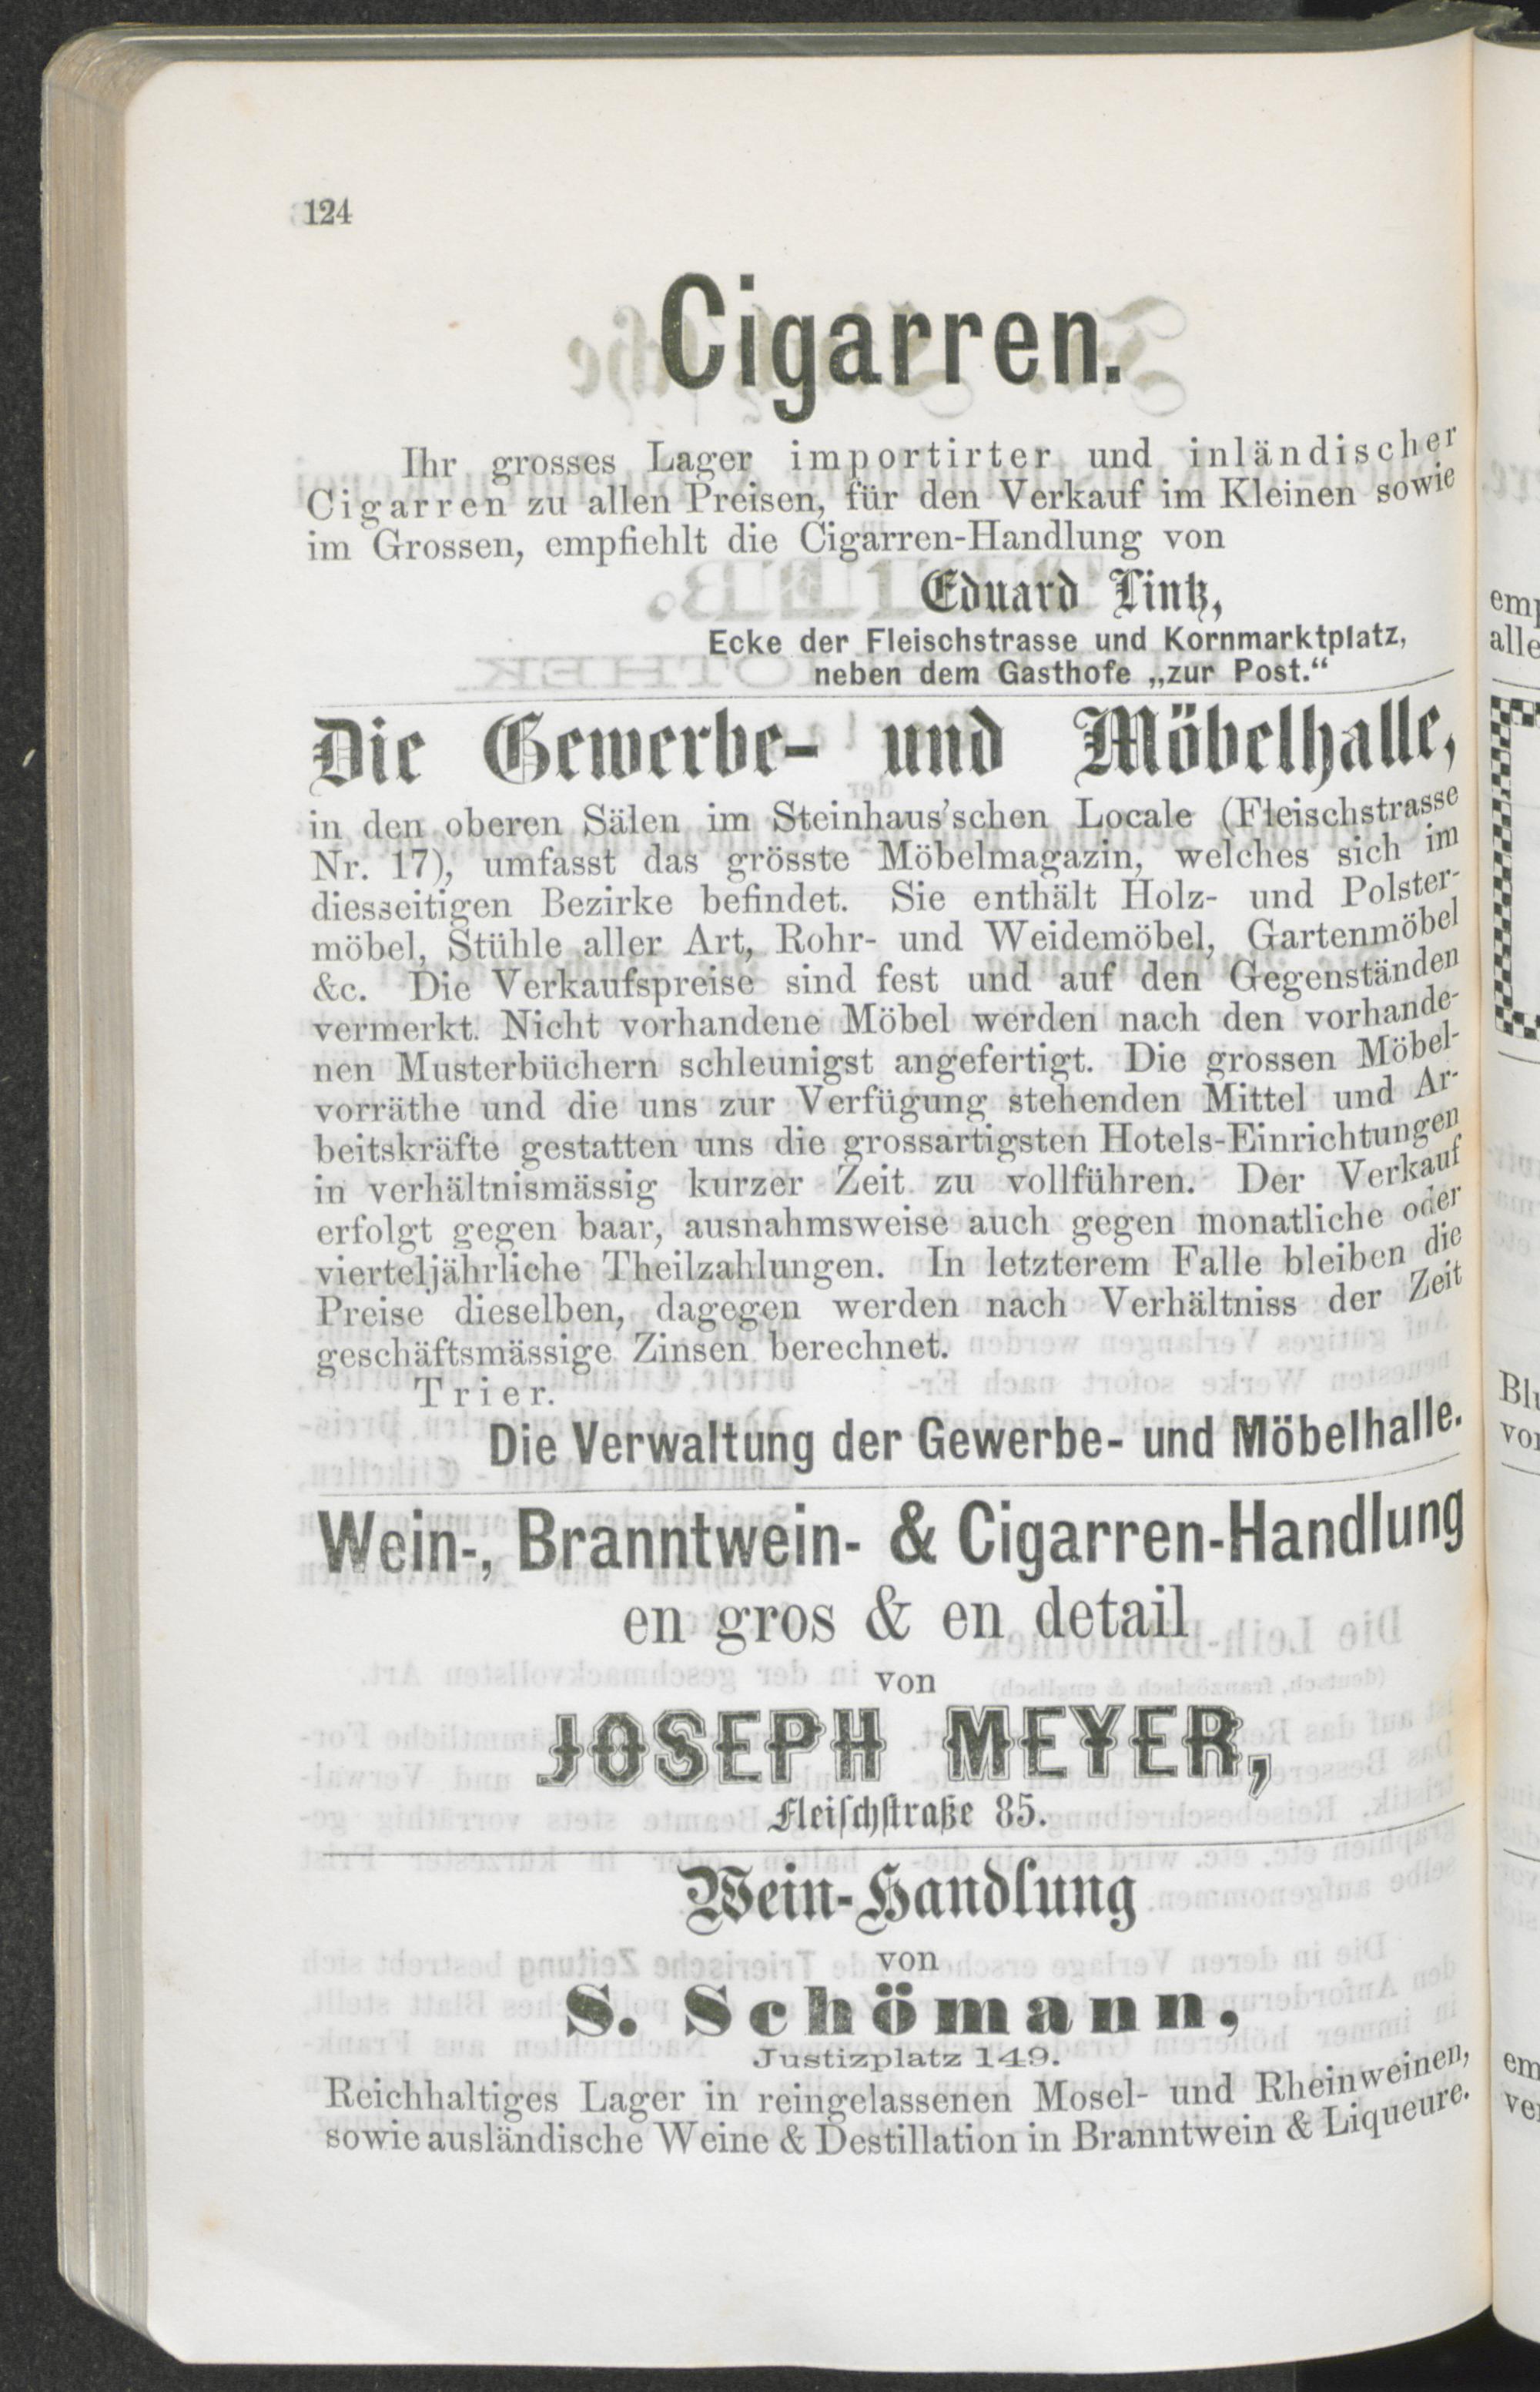 124
Cigarren.
Ihr grosses Lager importirter und inländischer
Cigarren zu allen Preisen, für den Verkauf im Kleinen sowie
im Grossen, empfiehlt die Cigarren-Handlung von
Eduard Lintz,
Ecke der Fleischstrasse und Kornmarktplatz,
neben dem Gasthofe „zur Post.“
Die Gewerbe- und Möbelhalle,
in den oberen Sälen im Steinhaus'schen Locale (Fleischstrasse
Nr. 17), umfasst das grösste Möbelmagazin, welches sich im
diesseitigen Bezirke befindet. Sie enthält Holz- und Polster-
möbel, Stühle aller Art, Rohr- und Weidemöbel, Gartenmöbel
&c. Die Verkaufspreise sind fest und auf den Gegenständen
vermerkt. Nicht vorhandene Möbel werden nach den vorhande-
nen Musterbüchern schleunigst angefertigt. Die grossen Möbel-
vorräthe und die uns zur Verfügung stehenden Mittel und Ar-
beitskräfte gestatten uns die grossartigsten Hotels-Einrichtungen
in verhältnismässig kurzer Zeit zu vollführen. Der Verkauf
erfolgt gegen baar, ausnahmsweise auch gegen monatliche oder
vierteljährliche Theilzahlungen. In letzterem Falle bleiben die
Preise dieselben, dagegen werden nach Verhältniss der Zeit
geschäftsmässige Zinsen berechnet.
Trier.
Die Verwaltung der Gewerbe- und Möbelhalle.
Wein-, Branntwein- & Cigarren-Handlung
en gros & en detail
von
JOSEPH MEYER,
Fleischstraße 85.
Wein-Handlung
von
S. Schömann,
Justizplatz 149.
Reichhaltiges Lager in reingelassenen Mosel- und Rheinweinen,
sowie ausländische Weine & Destillation in Branntwein & Liqueure.